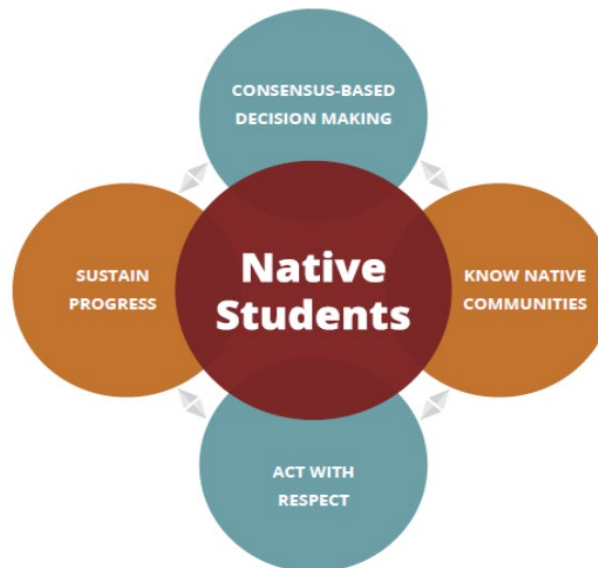 CONSENSUS-BASED
DECISION MAKING
SUSTAIN
PROGRESS
Native
Students
KNOW NATIVE
COMMUNITIES
ACT WITH
RESPECT